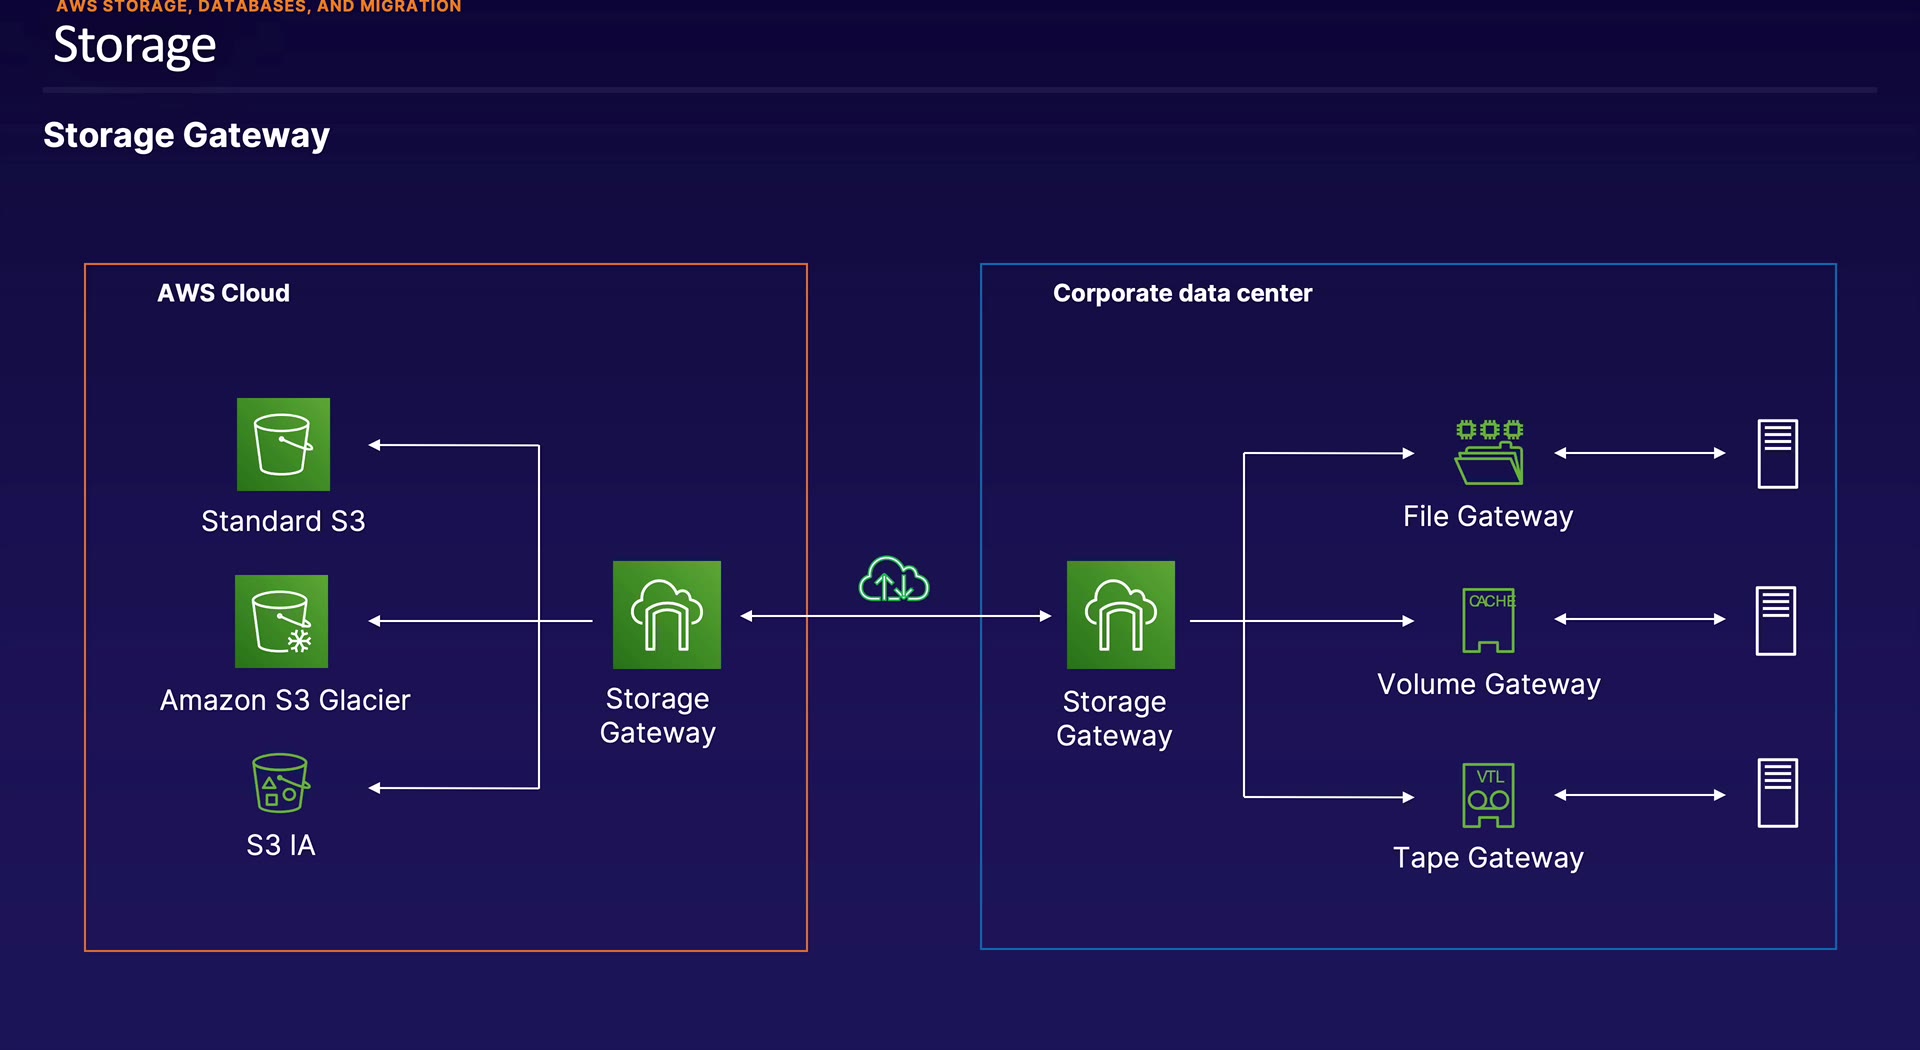 AWS STORAGE, DATABASES, AND MIGRATION
Storage
Storage Gateway
AWS Cloud
Standard S3
Amazon S3 Glacier
S3 IA
Storage
Gateway
Corporate data center
Storage
Gateway
File Gateway
CACHE
Volume Gateway
VTL
Tape Gateway